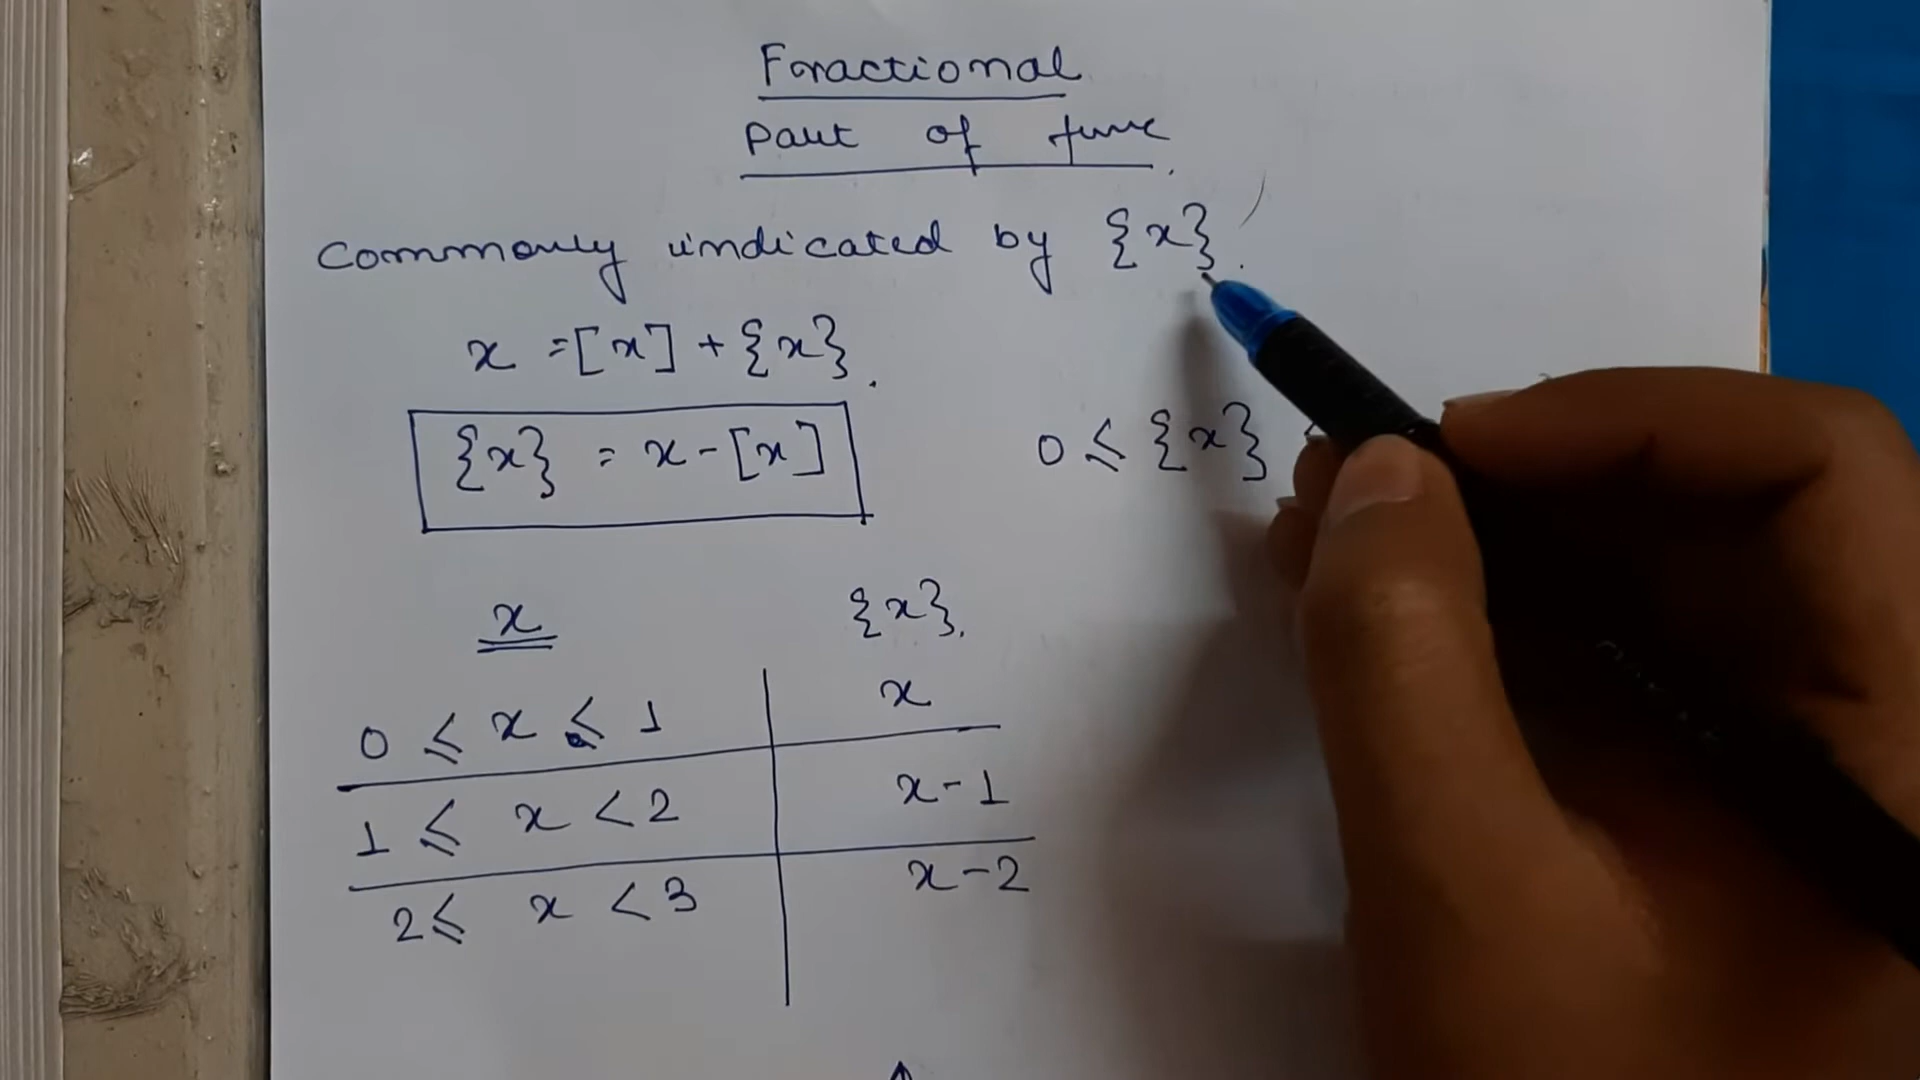 Fractional
Part of func
Commonly indicated by {x}.
x = [x] + {x}.
{x} = x - [x]
0 ≤ {x}
x {x}.
0 ≤ x ≤ 1 x
1 ≤ x < 2 x - 1
2 ≤ x < 3 x - 2